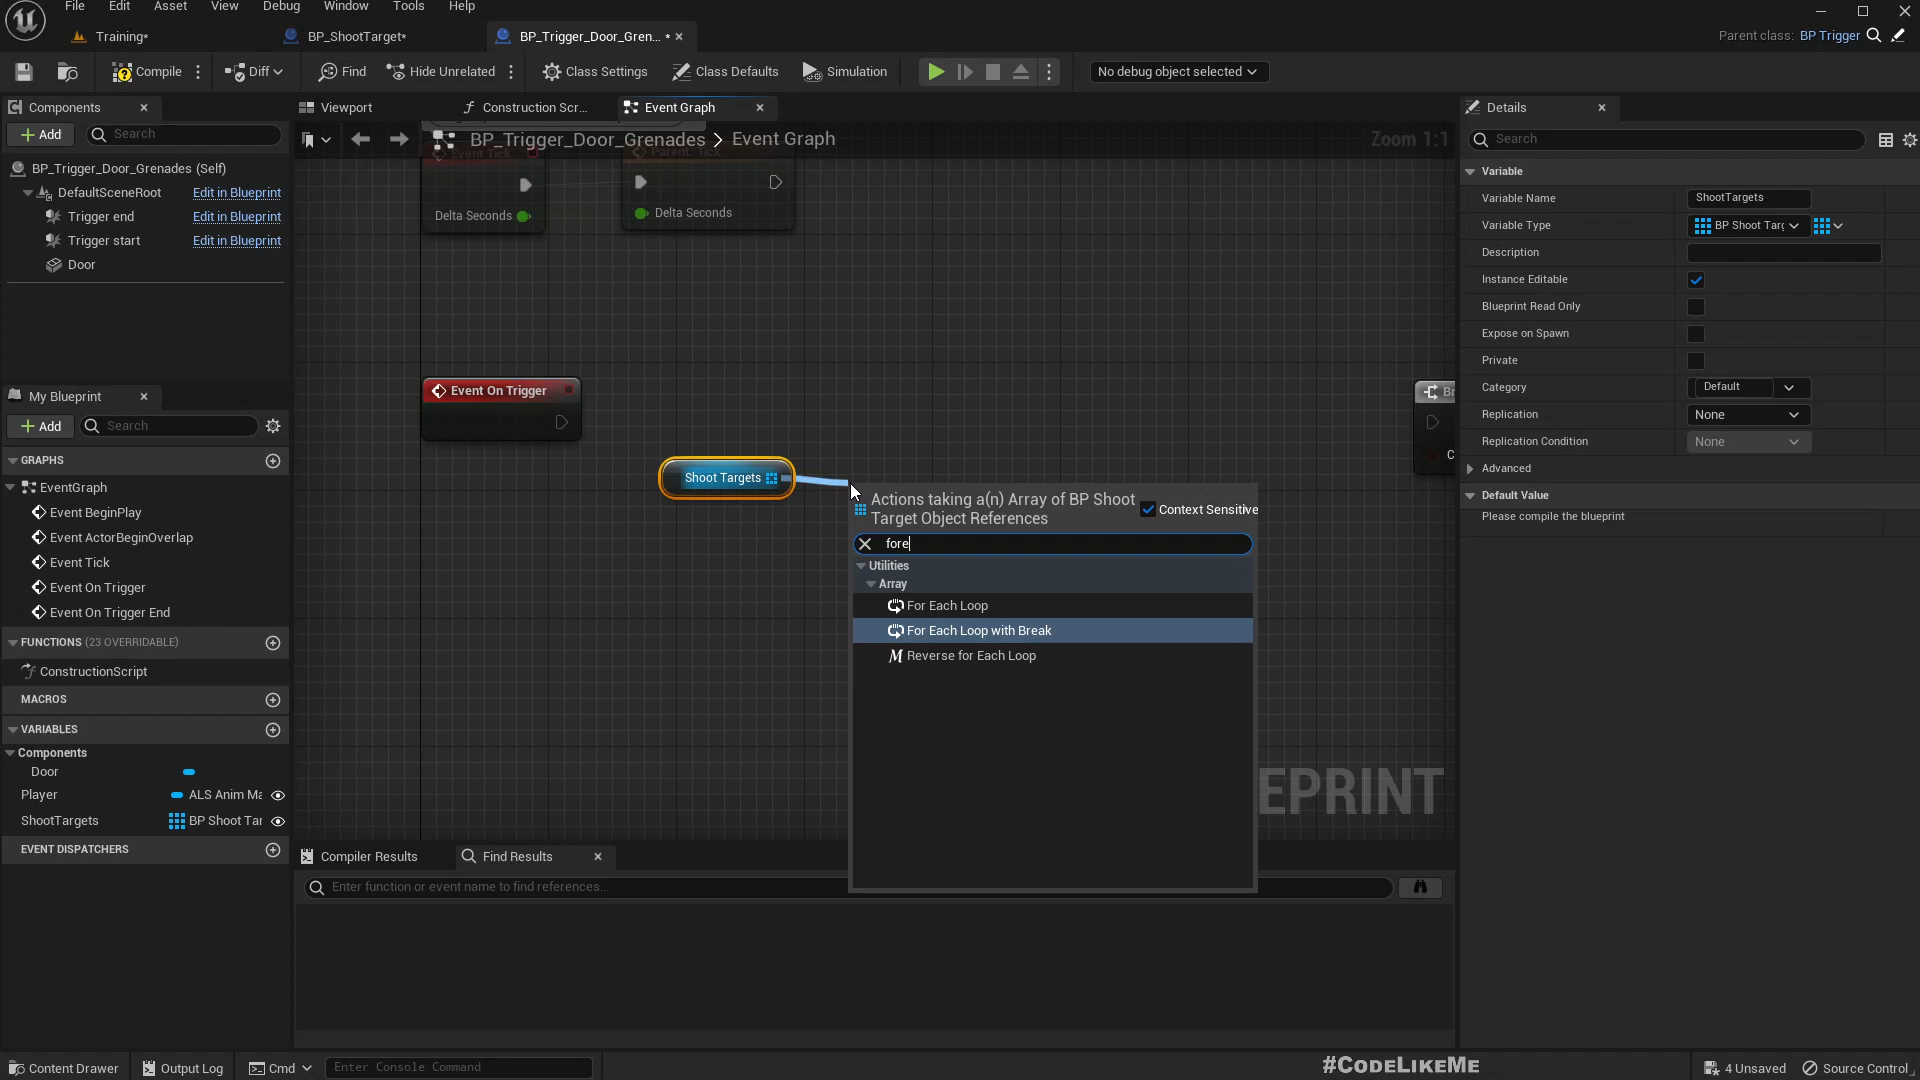 File Edit Asset View Debug Window Tools Help
Training* BP_ShootTarget* BP_Trigger_Door_Gren... * Parent class: BP Trigger
Compile Diff Find Hide Unrelated Class Settings Class Defaults Simulation No debug object selected
Components Viewport Construction Scr... Event Graph Details
Add Search BP_Trigger_Door_Grenades > Event Graph Zoom 1:1 Search
BP_Trigger_Door_Grenades (Self)
DefaultSceneRoot Edit in Blueprint
Trigger end Edit in Blueprint
Trigger start Edit in Blueprint
Door
My Blueprint
Add Search
GRAPHS
EventGraph
Event BeginPlay
Event ActorBeginOverlap
Event Tick
Event On Trigger
Event On Trigger End
FUNCTIONS (23 OVERRIDABLE)
ConstructionScript
MACROS
VARIABLES
Components
Door
Player ALS Anim Ma
ShootTargets BP Shoot Tar
EVENT DISPATCHERS
Event Tick Parent: Tick
Delta Seconds Delta Seconds
Event On Trigger
Br
C
Shoot Targets
Actions taking a(n) Array of BP Shoot
Target Object References
Context Sensitive
fore
Utilities
Array
For Each Loop
For Each Loop with Break
Reverse for Each Loop
EPRINT
Compiler Results Find Results
Enter function or event name to find references...
Variable
Variable Name ShootTargets
Variable Type BP Shoot Targ
Description
Instance Editable
Blueprint Read Only
Expose on Spawn
Private
Category Default
Replication None
Replication Condition None
Advanced
Default Value
Please compile the blueprint
Content Drawer Output Log Cmd Enter Console Command #CODELIKEME 4 Unsaved Source Control